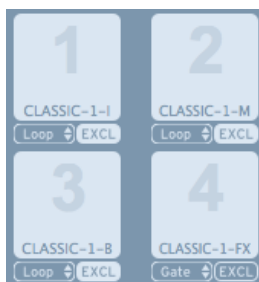 1 2
CLASSIC-1-I CLASSIC-1-M
Loop EXCL Loop EXCL
3 4
CLASSIC-1-B CLASSIC-1-FX
Loop EXCL Gate EXCL